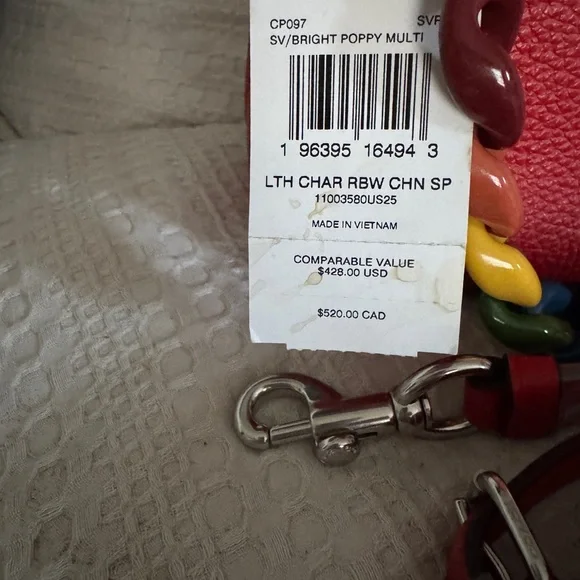 CP097
SV/BRIGHT POPPY MULTI
1 96395 16494 3
LTH CHAR RBW CHN SP
11003580US25
MADE IN VIETNAM
COMPARABLE VALUE
$428.00 USD
$520.00 CAD